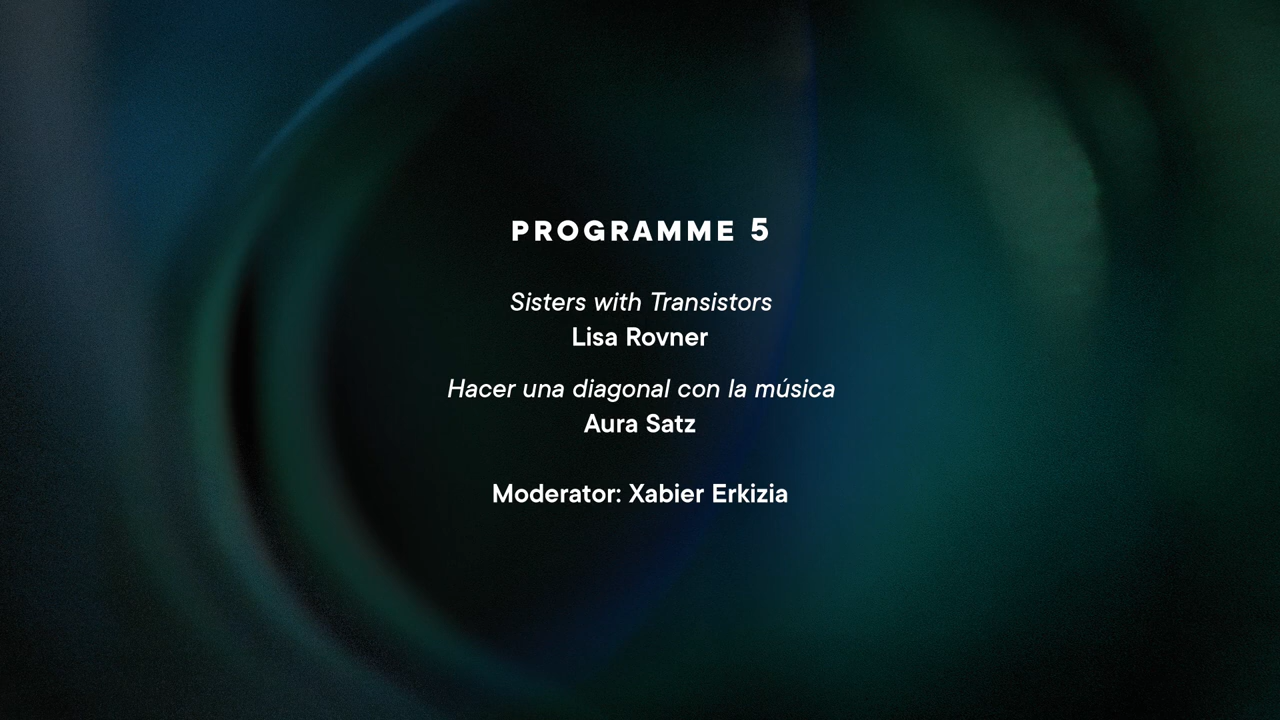 PROGRAMME 5
Sisters with Transistors
Lisa Rovner
Hacer una diagonal con la música
Aura Satz
Moderator: Xabier Erkizia